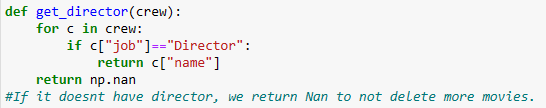 def get_director(crew):
    for c in crew:
        if c["job"]=="Director":
            return c["name"]
    return np.nan
#If it doesnt have director, we return Nan to not delete more movies.